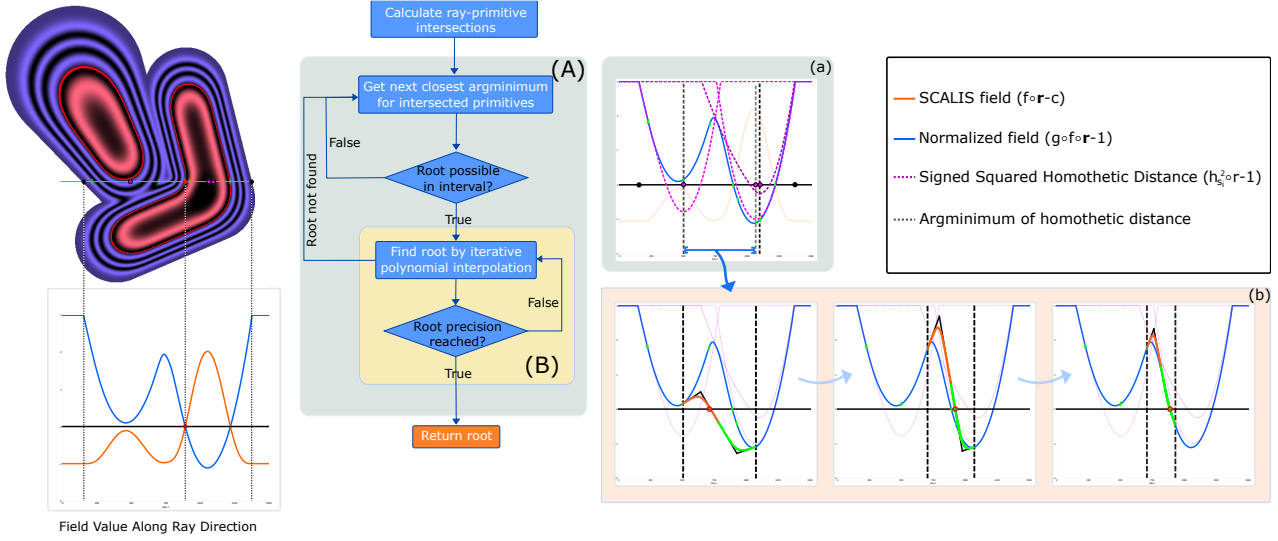 Calculate ray-primitive
intersections
(A)
Get next closest argminimum
for intersected primitives
False
Root not found
Root possible
in interval?
True
Find root by iterative
polynomial interpolation
False
Root precision
reached?
(B)
True
Return root
Field Value Along Ray Direction
(a)
SCALIS field (f∘r-c)
Normalized field (g∘f∘r-1)
Signed Squared Homothetic Distance (h²sᵢ∘r-1)
Argminimum of homothetic distance
(b)